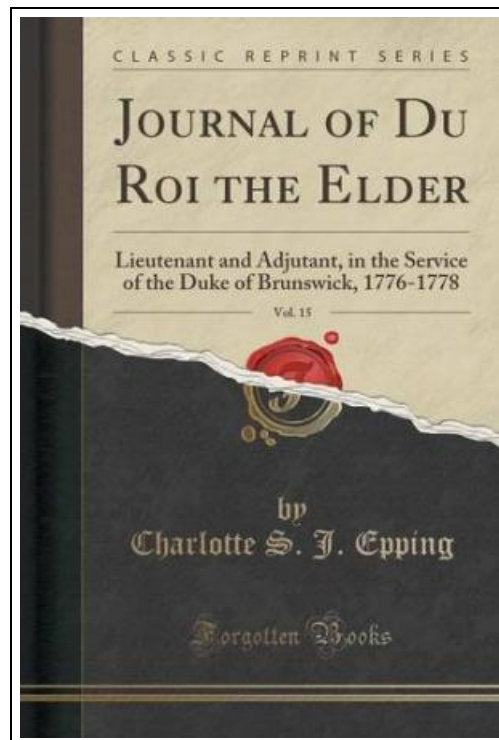 CLASSIC REPRINT SERIES
JOURNAL OF DU
ROI THE ELDER
Lieutenant and Adjutant, in the Service
of the Duke of Brunswick, 1776-1778
Vol. 15
by
Charlotte S. J. Epping
Forgotten Books